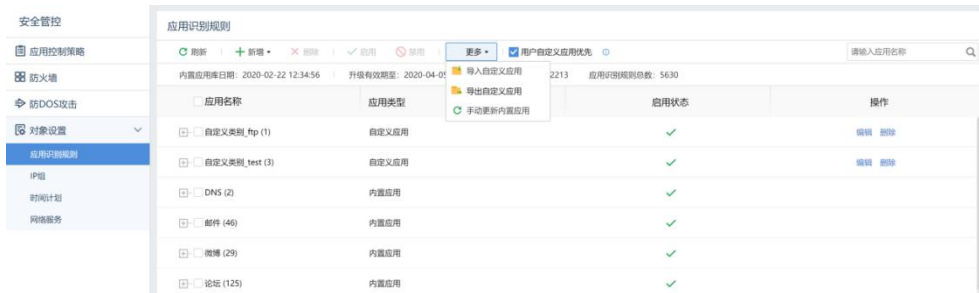 安全管控
应用控制策略
防火墙
防DOS攻击
对象设置
应用识别规则
IP组
时间计划
网络服务
应用识别规则
刷新 新增 删除 启用 禁用 更多 用户自定义应用优先 请输入应用名称
内置应用库日期: 2020-02-22 12:34:56 升级有效期至: 2020-04-05 2213 应用识别规则总数: 5630
导入自定义应用
导出自定义应用
手动更新内置应用
应用名称 应用类型 启用状态 操作
自定义类别_ftp (1) 自定义应用 编辑 删除
自定义类别_test (3) 自定义应用 编辑 删除
DNS (2) 内置应用
邮件 (46) 内置应用
微博 (29) 内置应用
论坛 (125) 内置应用